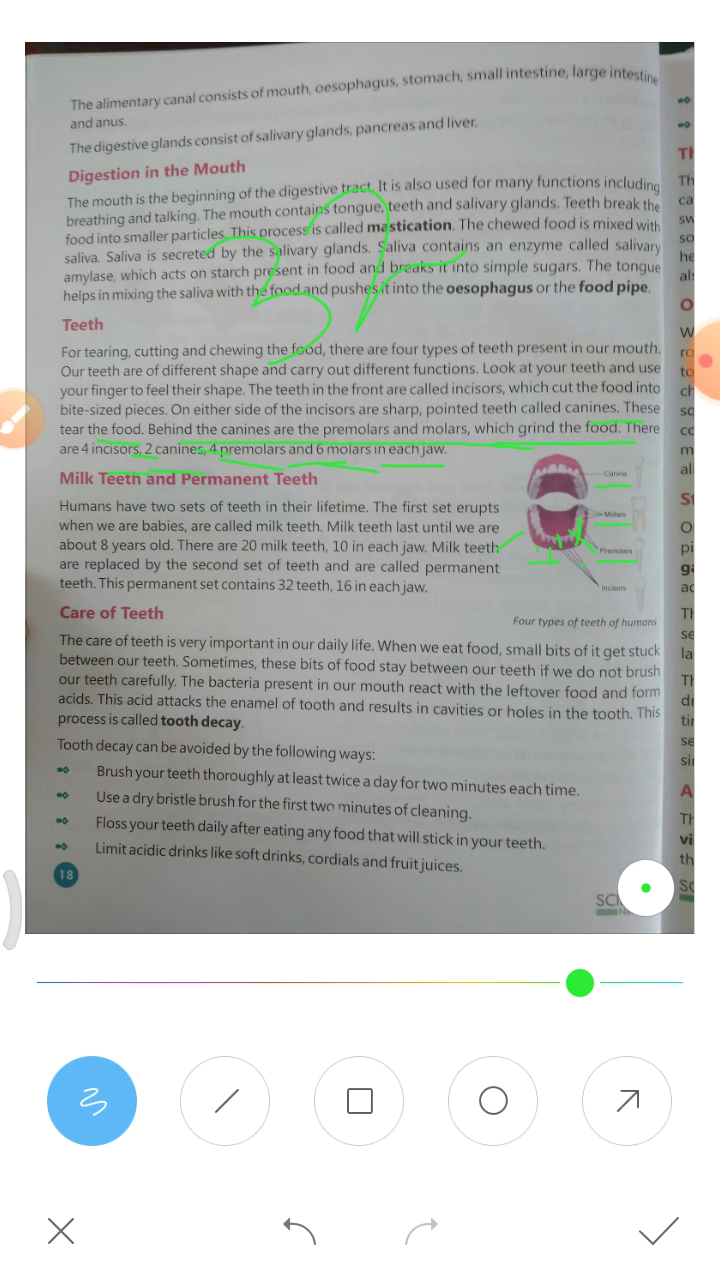 The alimentary canal consists of mouth, oesophagus, stomach, small intestine, large intestine
and anus.
The digestive glands consist of salivary glands, pancreas and liver.
Digestion in the Mouth
The mouth is the beginning of the digestive tract. It is also used for many functions including
breathing and talking. The mouth contains tongue, teeth and salivary glands. Teeth break the
food into smaller particles. This process is called mastication. The chewed food is mixed with
saliva. Saliva is secreted by the salivary glands. Saliva contains an enzyme called salivary
amylase, which acts on starch present in food and breaks it into simple sugars. The tongue
helps in mixing the saliva with the food and pushes it into the oesophagus or the food pipe.
Teeth
For tearing, cutting and chewing the food, there are four types of teeth present in our mouth.
Our teeth are of different shape and carry out different functions. Look at your teeth and use
your finger to feel their shape. The teeth in the front are called incisors, which cut the food into
bite-sized pieces. On either side of the incisors are sharp, pointed teeth called canines. These
tear the food. Behind the canines are the premolars and molars, which grind the food. There
are 4 incisors, 2 canines, 4 premolars and 6 molars in each jaw.
Milk Teeth and Permanent Teeth
Humans have two sets of teeth in their lifetime. The first set erupts
when we are babies, are called milk teeth. Milk teeth last until we are
about 8 years old. There are 20 milk teeth, 10 in each jaw. Milk teeth
are replaced by the second set of teeth and are called permanent
teeth. This permanent set contains 32 teeth, 16 in each jaw.
Canine
Molars
Premolars
Incisors
Four types of teeth of humans
Care of Teeth
The care of teeth is very important in our daily life. When we eat food, small bits of it get stuck
between our teeth. Sometimes, these bits of food stay between our teeth if we do not brush
our teeth carefully. The bacteria present in our mouth react with the leftover food and form
acids. This acid attacks the enamel of tooth and results in cavities or holes in the tooth. This
process is called tooth decay.
Tooth decay can be avoided by the following ways:
Brush your teeth thoroughly at least twice a day for two minutes each time.
Use a dry bristle brush for the first two minutes of cleaning.
Floss your teeth daily after eating any food that will stick in your teeth.
Limit acidic drinks like soft drinks, cordials and fruit juices.
18